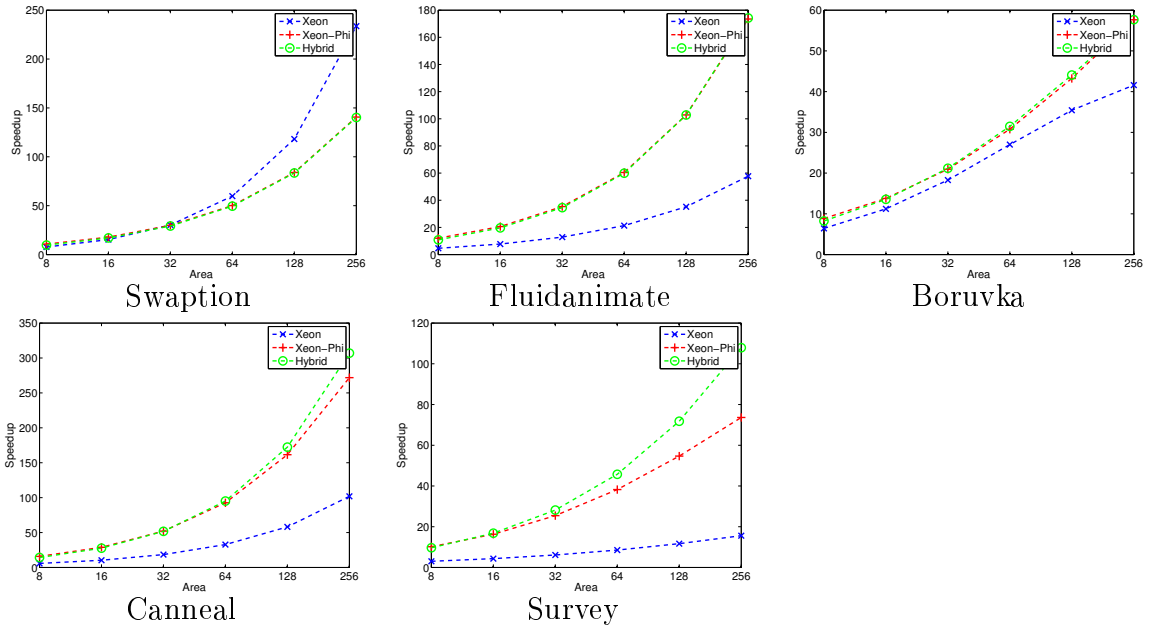 250
200
150
100
50
0
Speedup
8 16 32 64 128 256
Area
Xeon
Xeon-Phi
Hybrid
Swaption
180
160
140
120
100
80
60
40
20
0
Speedup
8 16 32 64 128 256
Area
Xeon
Xeon-Phi
Hybrid
Fluidanimate
60
50
40
30
20
10
0
Speedup
8 16 32 64 128 256
Area
Xeon
Xeon-Phi
Hybrid
Boruvka
350
300
250
200
150
100
50
0
Speedup
8 16 32 64 128 256
Area
Xeon
Xeon-Phi
Hybrid
Canneal
120
100
80
60
40
20
0
Speedup
8 16 32 64 128 256
Area
Xeon
Xeon-Phi
Hybrid
Survey